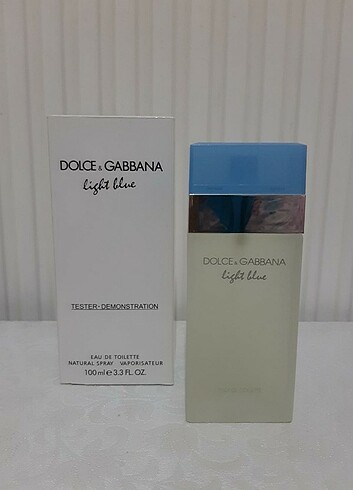 DOLCE & GABBANA
light blue
TESTER-DEMONSTRATION
EAU DE TOILETTE
NATURAL SPRAY VAPORISATEUR
100 ml e 3.3 FL. OZ.
DOLCE & GABBANA
light blue